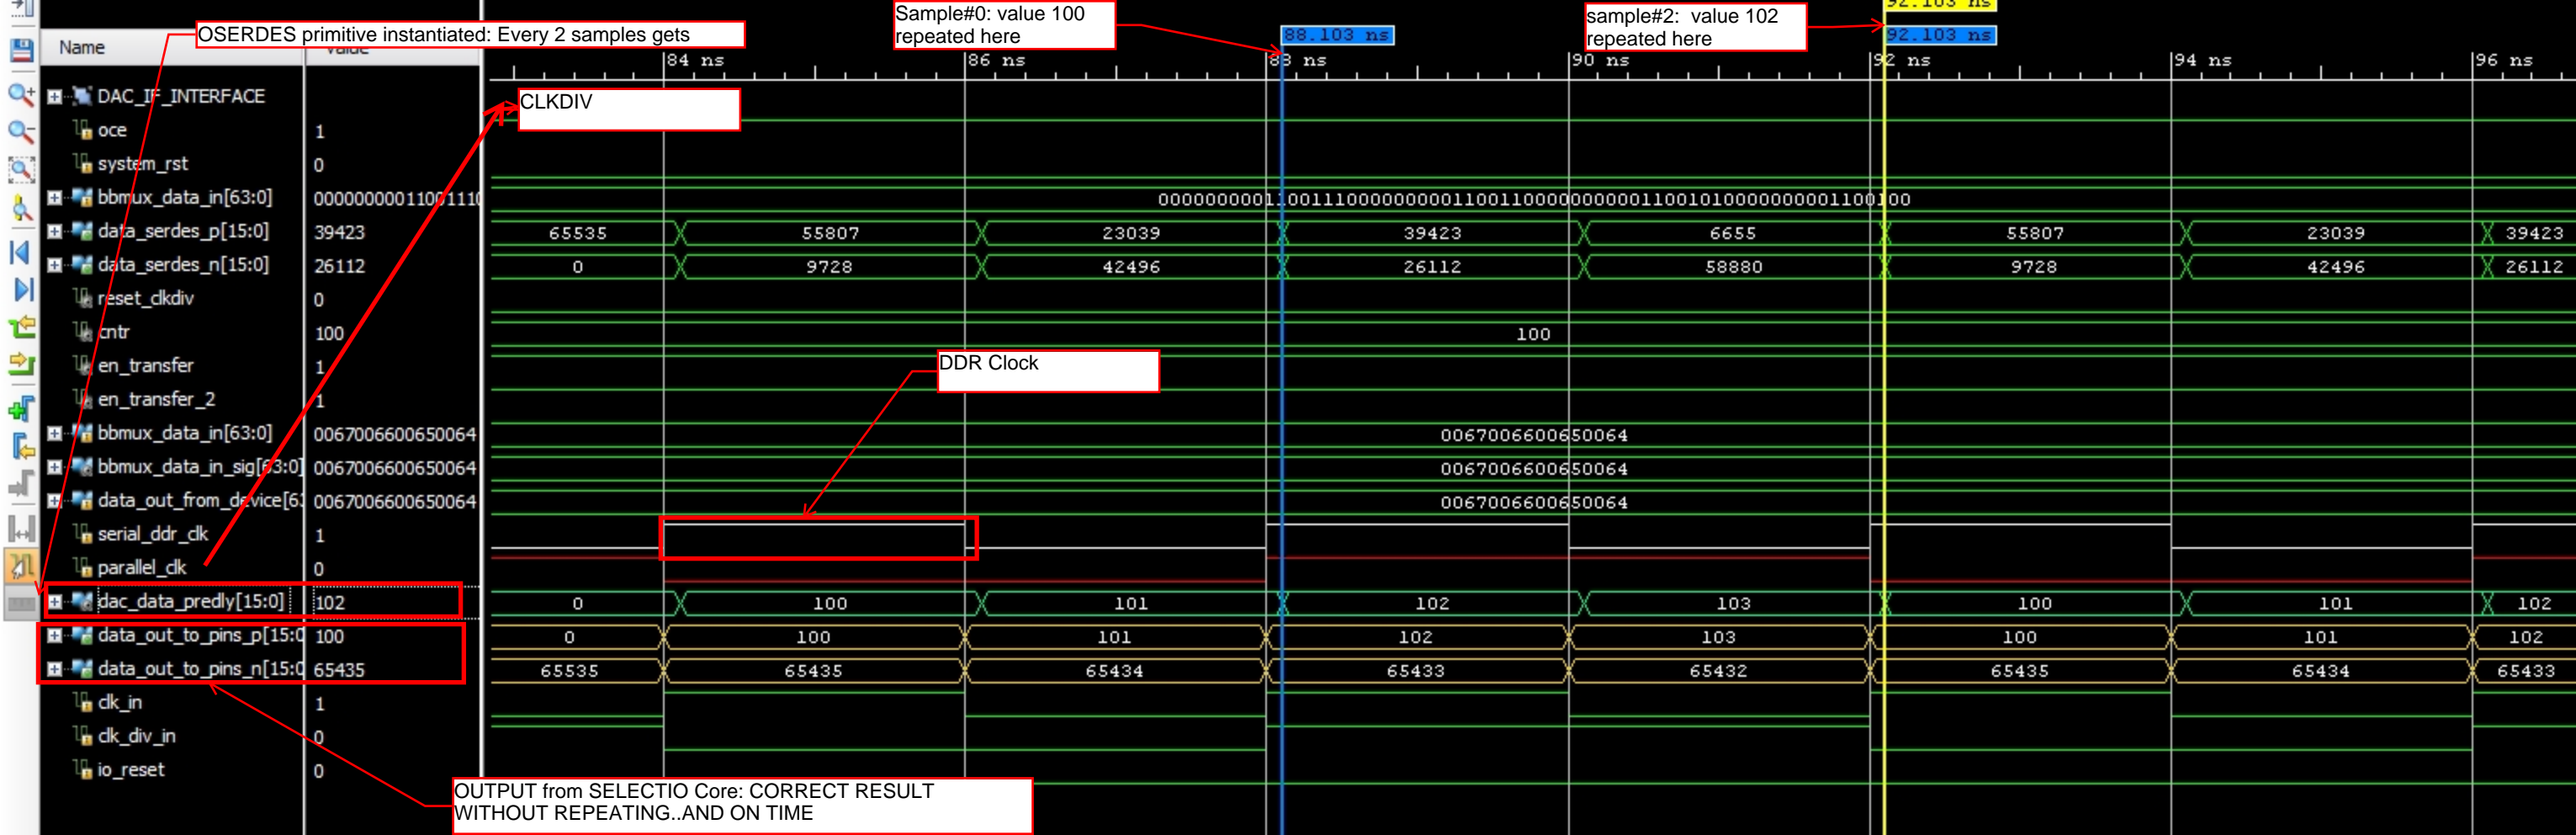 92.103 ns
Sample#0: value 100
repeated here
sample#2: value 102
repeated here
OSERDES primitive instantiated: Every 2 samples gets
88.103 ns
92.103 ns
Name
84 ns 86 ns 88 ns 90 ns 92 ns 94 ns 96 ns
DAC_IF_INTERFACE
CLKDIV
oce 1
system_rst 0
bbmux_data_in[63:0] 0000000001100111000000000110011000000000011001010000000001100100
data_serdes_p[15:0] 39423 65535 55807 23039 39423 6655 55807 23039 39423
data_serdes_n[15:0] 26112 0 9728 42496 26112 58880 9728 42496 26112
reset_clkdiv 0
cntr 100 100
en_transfer 1
DDR Clock
en_transfer_2 1
bbmux_data_in[63:0] 0067006600650064 0067006600650064
bbmux_data_in_sig[63:0] 0067006600650064 0067006600650064
data_out_from_device[6 0067006600650064 0067006600650064
serial_ddr_clk 1
parallel_clk 0
dac_data_predly[15:0] 102 0 100 101 102 103 100 101 102
data_out_to_pins_p[15:0 100 0 100 101 102 103 100 101 102
data_out_to_pins_n[15:0 65435 65535 65435 65434 65433 65432 65435 65434 65433
clk_in 1
clk_div_in 0
io_reset 0
OUTPUT from SELECTIO Core: CORRECT RESULT
WITHOUT REPEATING..AND ON TIME